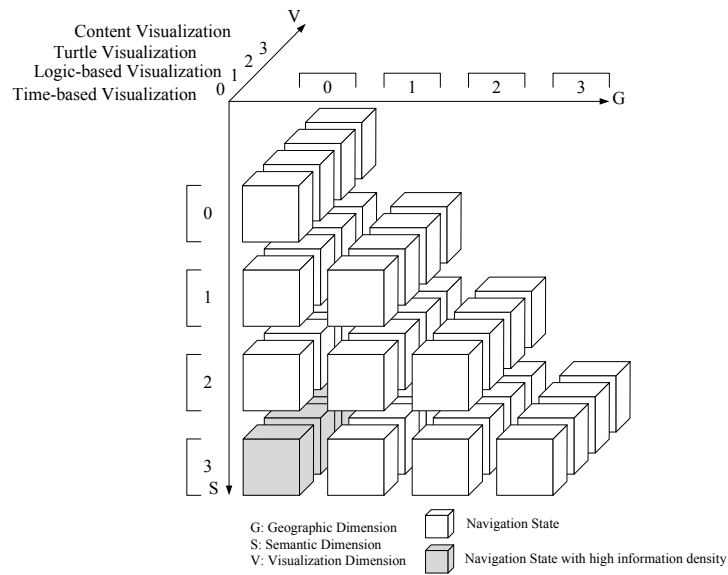 V
Content Visualization
Turtle Visualization
Logic-based Visualization
Time-based Visualization
3
2
1
0
0 1 2 3
G
0
1
2
3
S
G: Geographic Dimension
S: Semantic Dimension
V: Visualization Dimension
Navigation State
Navigation State with high information density